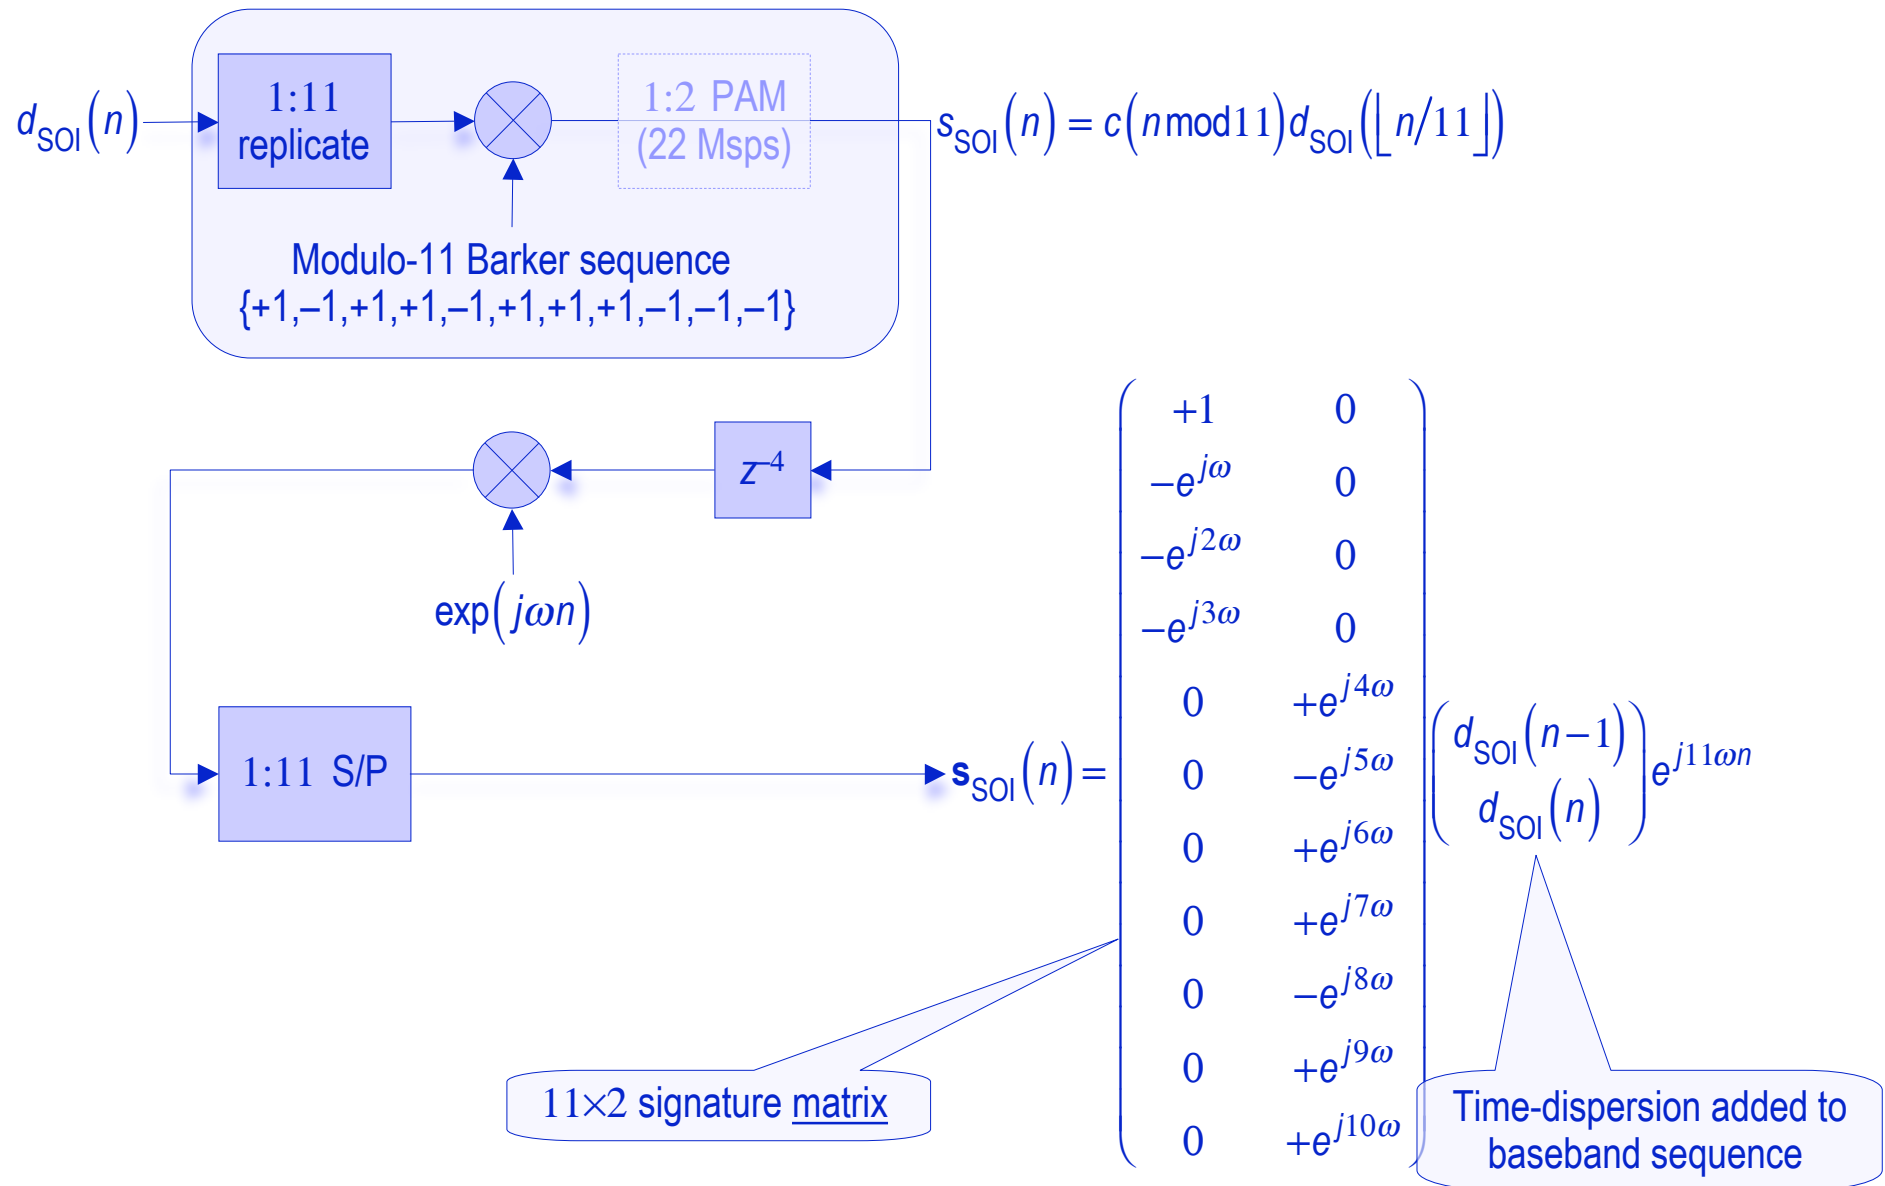 d_SOI(n)
1:11
replicate
1:2 PAM
(22 Msps)
s_SOI(n) = c(n mod 11) d_SOI(⌊n/11⌋)
Modulo-11 Barker sequence
{+1,–1,+1,+1,–1,+1,+1,+1,–1,–1,–1}
z^–4
exp(jωn)
1:11 S/P
s_SOI(n) =
+1 0
−e^{jω} 0
−e^{j2ω} 0
−e^{j3ω} 0
0 +e^{j4ω}
0 −e^{j5ω}
0 +e^{j6ω}
0 +e^{j7ω}
0 −e^{j8ω}
0 +e^{j9ω}
0 +e^{j10ω}
d_SOI(n−1)
d_SOI(n)
e^{j11ωn}
11×2 signature matrix
Time-dispersion added to
baseband sequence